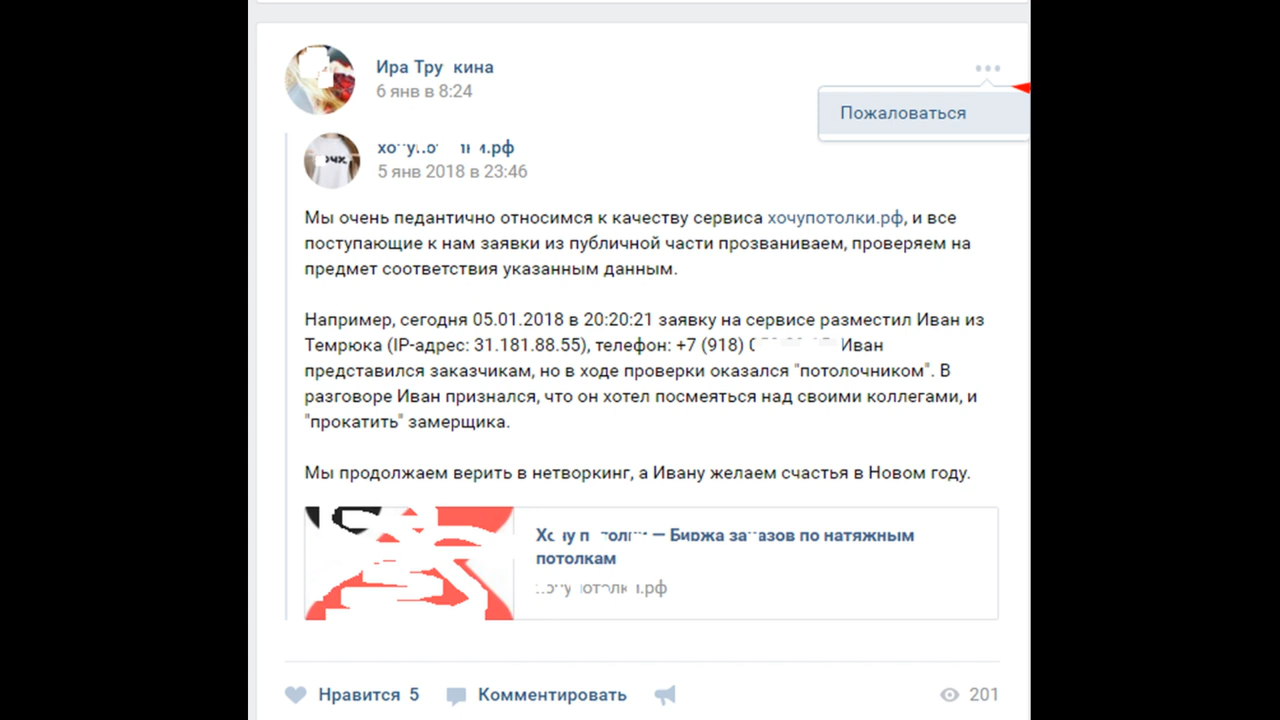 Ира Тру кина
6 янв в 8:24
Пожаловаться
5 янв 2018 в 23:46
Мы очень педантично относимся к качеству сервиса хочупотолки.рф, и все
поступающие к нам заявки из публичной части прозваниваем, проверяем на
предмет соответствия указанным данным.
Например, сегодня 05.01.2018 в 20:20:21 заявку на сервисе разместил Иван из
Темрюка (IP-адрес: 31.181.88.55), телефон: +7 (918) Иван
представился заказчикам, но в ходе проверки оказался "потолочником". В
разговоре Иван признался, что он хотел посмеяться над своими коллегами, и
"прокатить" замерщика.
Мы продолжаем верить в нетворкинг, а Ивану желаем счастья в Новом году.
— Биржа заказов по натяжным
потолкам
Нравится 5
Комментировать
201